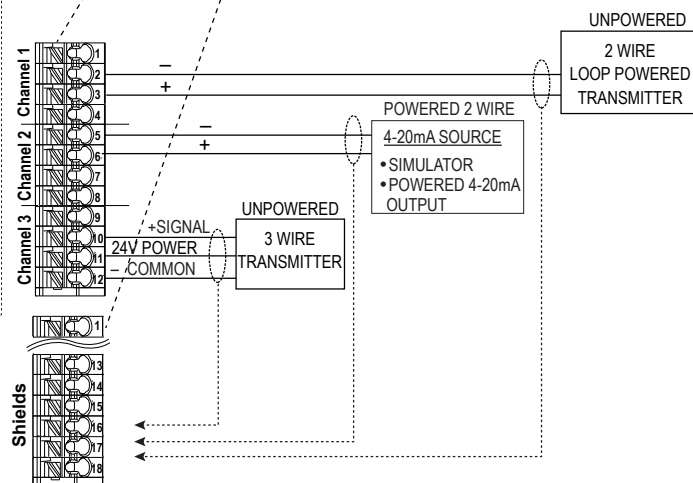 UNPOWERED
2 WIRE
LOOP POWERED
TRANSMITTER
Channel 1
1
2
3
4
–
+
POWERED 2 WIRE
4-20mA SOURCE
• SIMULATOR
• POWERED 4-20mA
OUTPUT
Channel 2
5
6
7
8
–
+
Channel 3
9
10
11
12
+SIGNAL
24V POWER
– COMMON
UNPOWERED
3 WIRE
TRANSMITTER
1
Shields
13
14
15
16
17
18